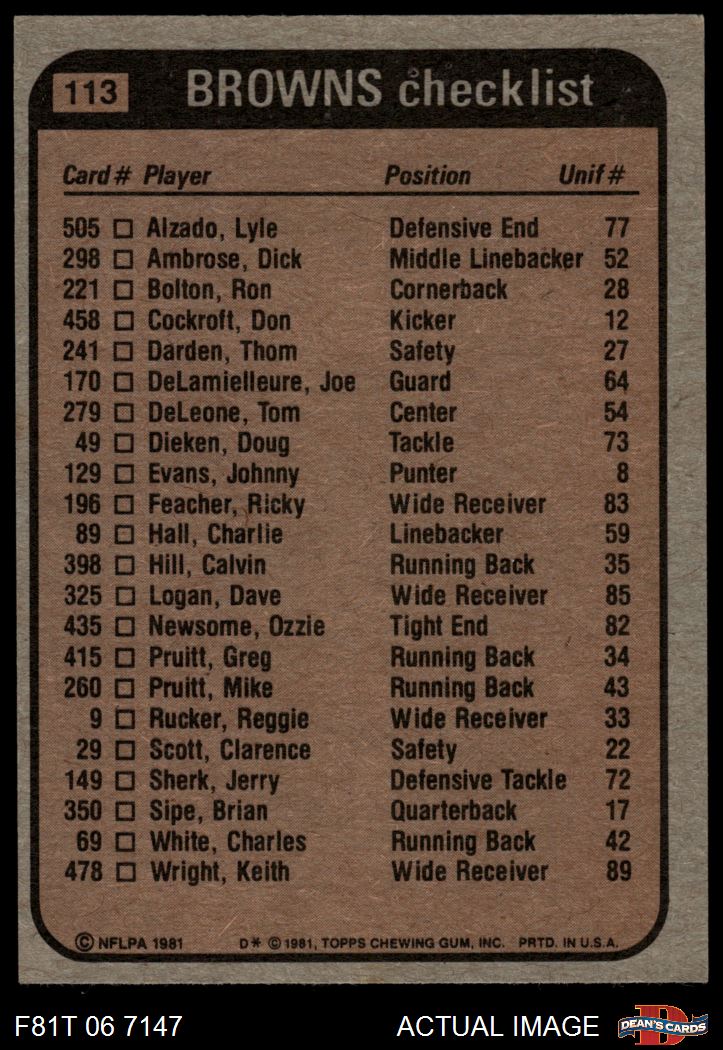 113 BROWNS checklist
Card # Player Position Unif #
505 ☐ Alzado, Lyle Defensive End 77
298 ☐ Ambrose, Dick Middle Linebacker 52
221 ☐ Bolton, Ron Cornerback 28
458 ☐ Cockroft, Don Kicker 12
241 ☐ Darden, Thom Safety 27
170 ☐ DeLamielleure, Joe Guard 64
279 ☐ DeLeone, Tom Center 54
49 ☐ Dieken, Doug Tackle 73
129 ☐ Evans, Johnny Punter 8
196 ☐ Feacher, Ricky Wide Receiver 83
89 ☐ Hall, Charlie Linebacker 59
398 ☐ Hill, Calvin Running Back 35
325 ☐ Logan, Dave Wide Receiver 85
435 ☐ Newsome, Ozzie Tight End 82
415 ☐ Pruitt, Greg Running Back 34
260 ☐ Pruitt, Mike Running Back 43
9 ☐ Rucker, Reggie Wide Receiver 33
29 ☐ Scott, Clarence Safety 22
149 ☐ Sherk, Jerry Defensive Tackle 72
350 ☐ Sipe, Brian Quarterback 17
69 ☐ White, Charles Running Back 42
478 ☐ Wright, Keith Wide Receiver 89
© NFLPA 1981 D* © 1981, TOPPS CHEWING GUM, INC. PRTD. IN U.S.A.
F81T 06 7147 ACTUAL IMAGE D DEAN'S CARDS